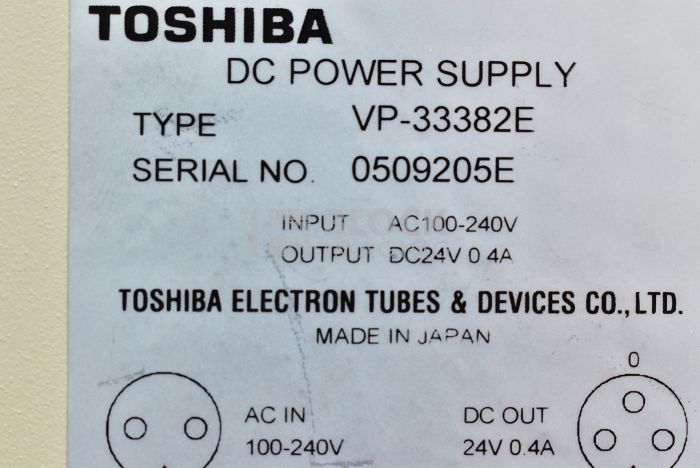 TOSHIBA
DC POWER SUPPLY
TYPE VP-33382E
SERIAL NO. 0509205E
INPUT AC100-240V
OUTPUT DC24V 0 4A
TOSHIBA ELECTRON TUBES & DEVICES CO.,LTD.
MADE IN JAPAN
0
AC IN DC OUT
100-240V 24V 0.4A